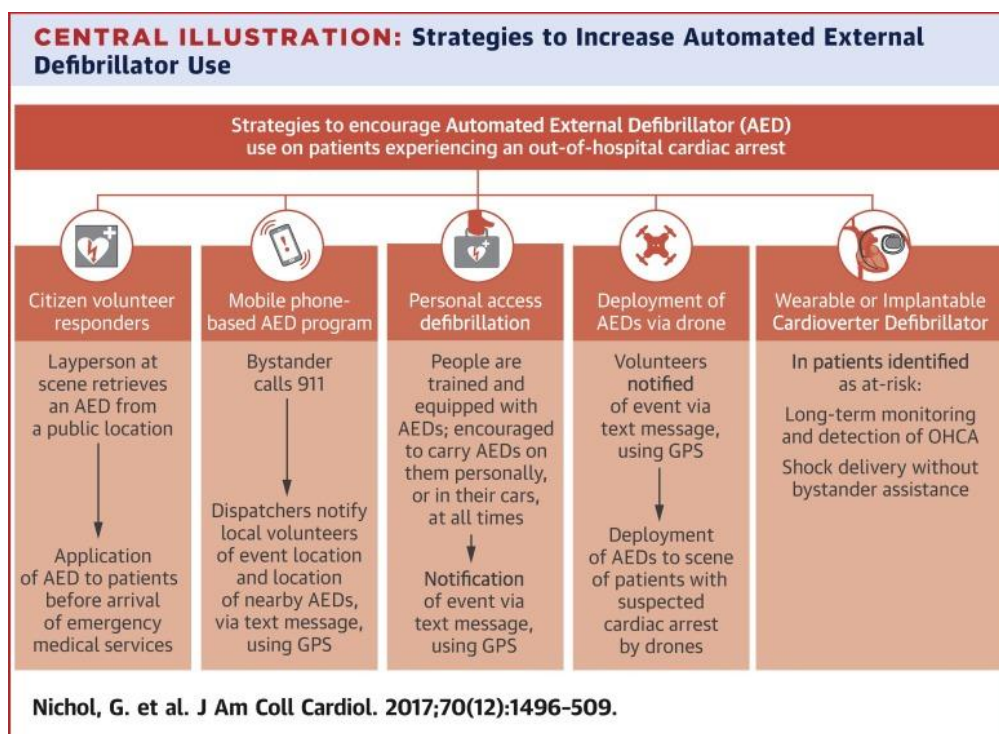 CENTRAL ILLUSTRATION: Strategies to Increase Automated External
Defibrillator Use
Strategies to encourage Automated External Defibrillator (AED)
use on patients experiencing an out-of-hospital cardiac arrest
Citizen volunteer
responders
Layperson at
scene retrieves
an AED from
a public location
Application
of AED to patients
before arrival
of emergency
medical services
Mobile phone-
based AED program
Bystander
calls 911
Dispatchers notify
local volunteers
of event location
and location
of nearby AEDs,
via text message,
using GPS
Personal access
defibrillation
People are
trained and
equipped with
AEDs; encouraged
to carry AEDs on
them personally,
or in their cars,
at all times
Notification
of event via
text message,
using GPS
Deployment of
AEDs via drone
Volunteers
notified
of event via
text message,
using GPS
Deployment
of AEDs to scene
of patients with
suspected
cardiac arrest
by drones
Wearable or Implantable
Cardioverter Defibrillator
In patients identified
as at-risk:
Long-term monitoring
and detection of OHCA
Shock delivery without
bystander assistance
Nichol, G. et al. J Am Coll Cardiol. 2017;70(12):1496–509.